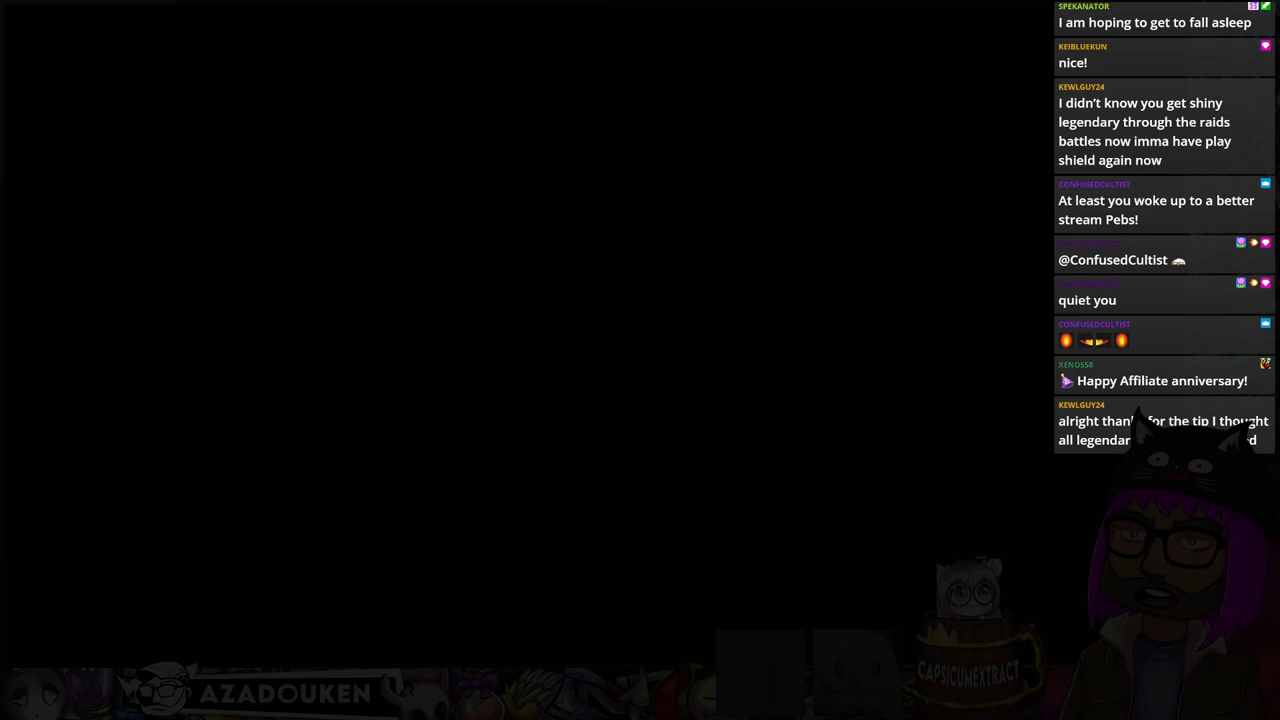 SPEKANATOR
I am hoping to get to fall asleep
KEIBLUEKUN
nice!
KEWLGUY24
I didn't know you get shiny
legendary through the raids
battles now imma have play
shield again now
CONFUSEDCULTIST
At least you woke up to a better
stream Pebs!
@ConfusedCultist
quiet you
CONFUSEDCULTIST
XENOS58
Happy Affiliate anniversary!
KEWLGUY24
alright for the tip I thought
all
CAPSICUMEXTRACT
AZADOUKEN